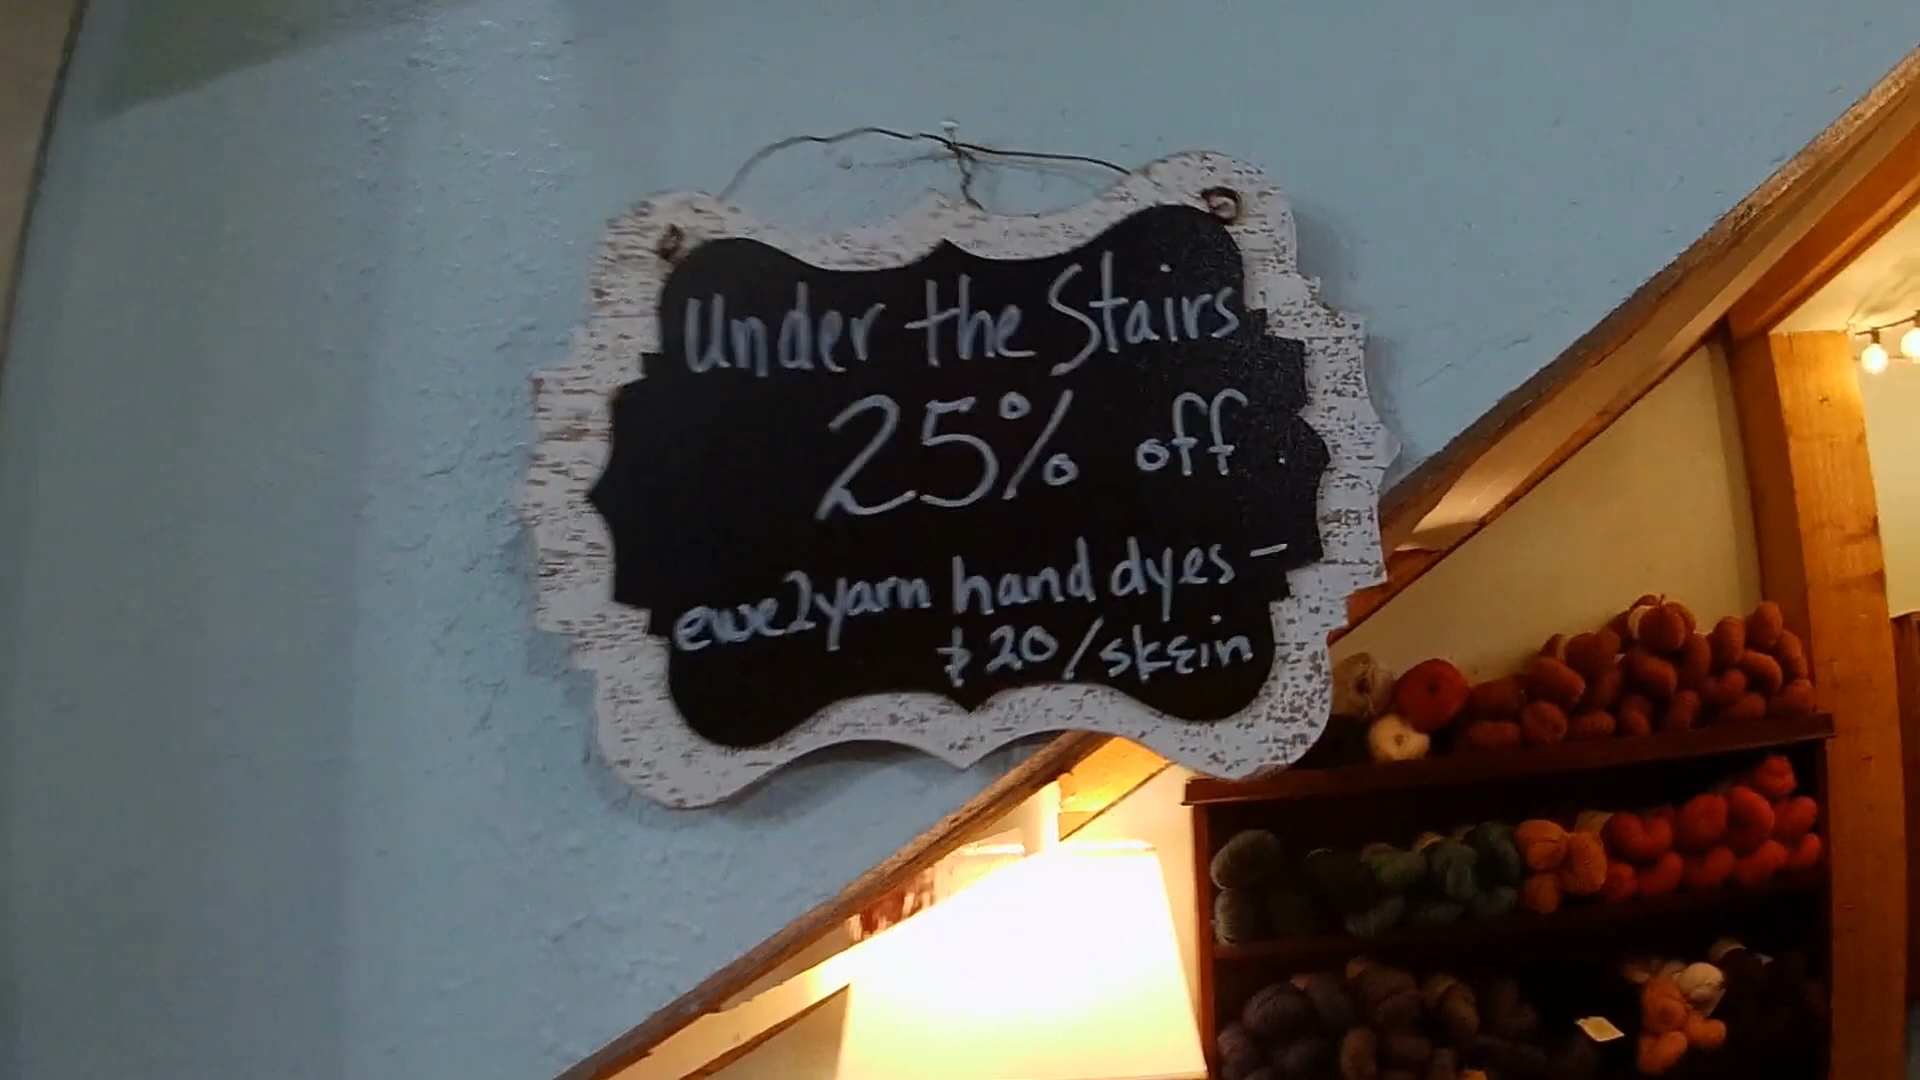 Under the Stairs
25% off
ewe2yarn hand dyes -
$20/skein